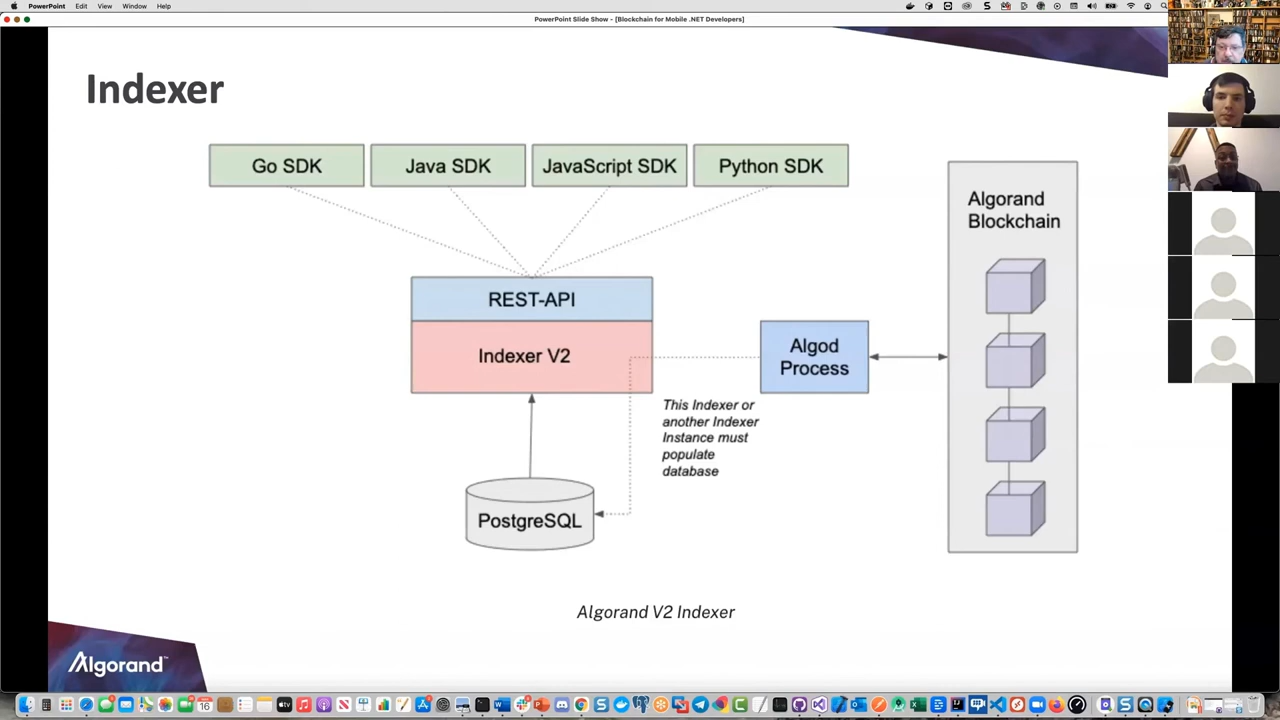 PowerPoint
Edit
View
Window
Help
PowerPoint Slide Show - [Blockchain for Mobile .NET Developers]
Indexer
Go SDK
Java SDK
JavaScript SDK
Python SDK
Algorand
Blockchain
REST-API
Indexer V2
Algod
Process
This Indexer or
another Indexer
Instance must
populate
database
PostgreSQL
Algorand V2 Indexer
Algorand
16